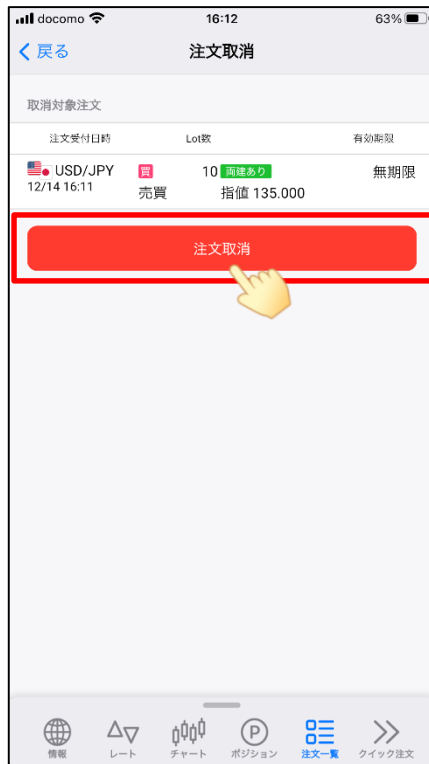 docomo 16:12 63%
戻る 注文取消
取消対象注文
注文受付日時 Lot数 有効期限
USD/JPY 買 10 両建あり 無期限
12/14 16:11 売買 指値 135.000
注文取消
P
情報 レート チャート ポジション 注文一覧 クイック注文